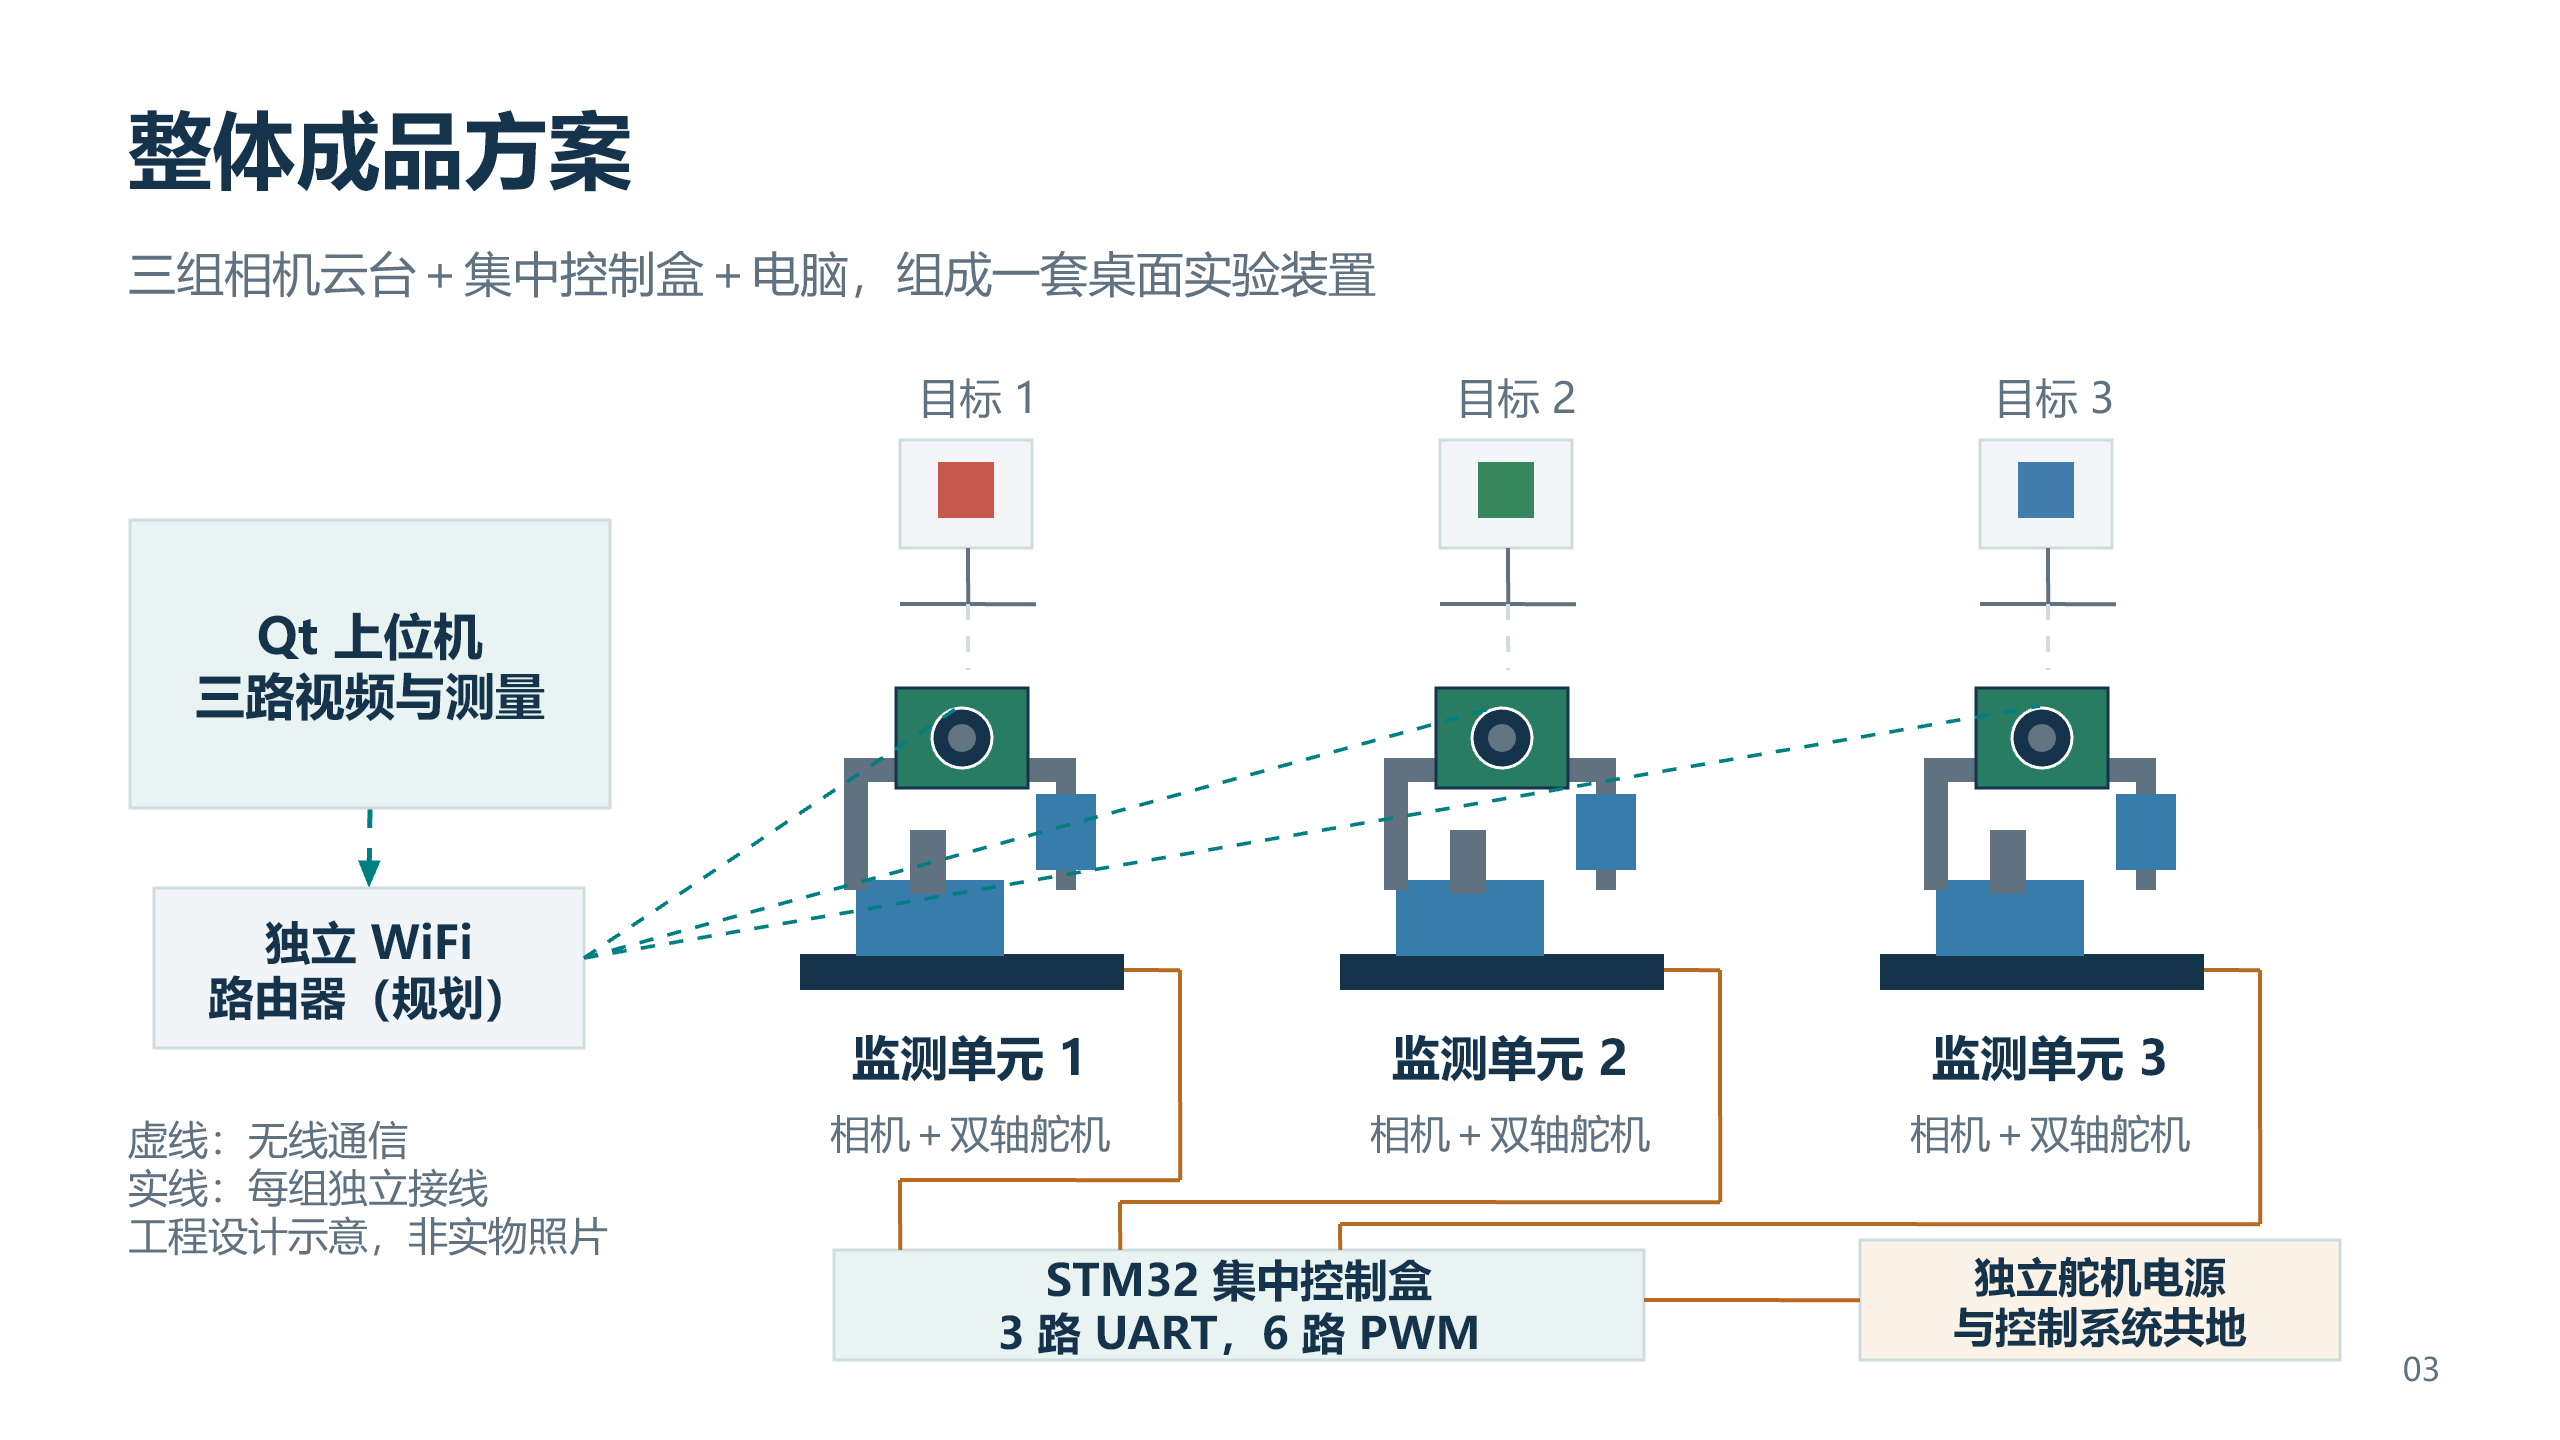 整体成品方案
三组相机云台 + 集中控制盒 + 电脑，组成一套桌面实验装置
目标 1
目标 2
目标 3
Qt 上位机
三路视频与测量
独立 WiFi
路由器（规划）
监测单元 1
监测单元 2
监测单元 3
相机 + 双轴舵机
相机 + 双轴舵机
相机 + 双轴舵机
虚线：无线通信
实线：每组独立接线
工程设计示意，非实物照片
STM32 集中控制盒
3 路 UART，6 路 PWM
独立舵机电源
与控制系统共地
03